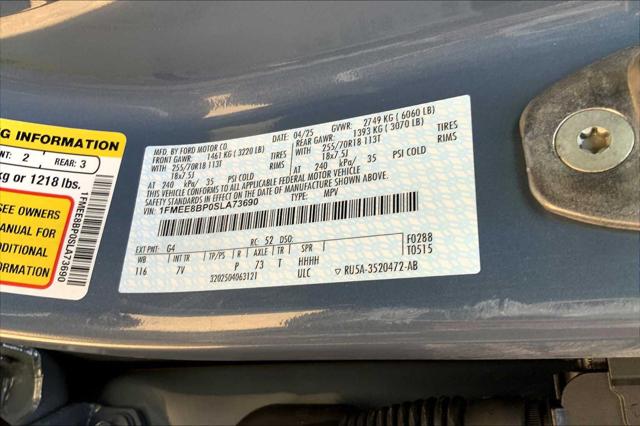 NG INFORMATION
NT: 2 REAR: 3
kg or 1218 lbs.
SEE OWNERS
MANUAL FOR
ADDITIONAL
INFORMATION
1FMEE8BP0SLA73690
MFD. BY FORD MOTOR CO.
DATE: 04/25 GVWR: 2749 KG ( 6060 LB)
FRONT GAWR: 1461 KG ( 3220 LB) REAR GAWR: 1393 KG ( 3070 LB)
WITH 255/70R18 113T TIRES WITH 255/70R18 113T TIRES
18x7.5J RIMS 18x7.5J RIMS
AT 240 kPa/ 35 PSI COLD AT 240 kPa/ 35 PSI COLD
THIS VEHICLE CONFORMS TO ALL APPLICABLE FEDERAL MOTOR VEHICLE
SAFETY STANDARDS IN EFFECT ON THE DATE OF MANUFACTURE SHOWN ABOVE.
VIN: 1FMEE8BP0SLA73690 TYPE: MPV
EXT PNT: G4 RC: 52 DSO: F0288
WB INT TR TP/PS R AXLE TR SPR T0515
116 7V P 73 T HHHH
3202504063121 ULC RU5A-3520472-AB